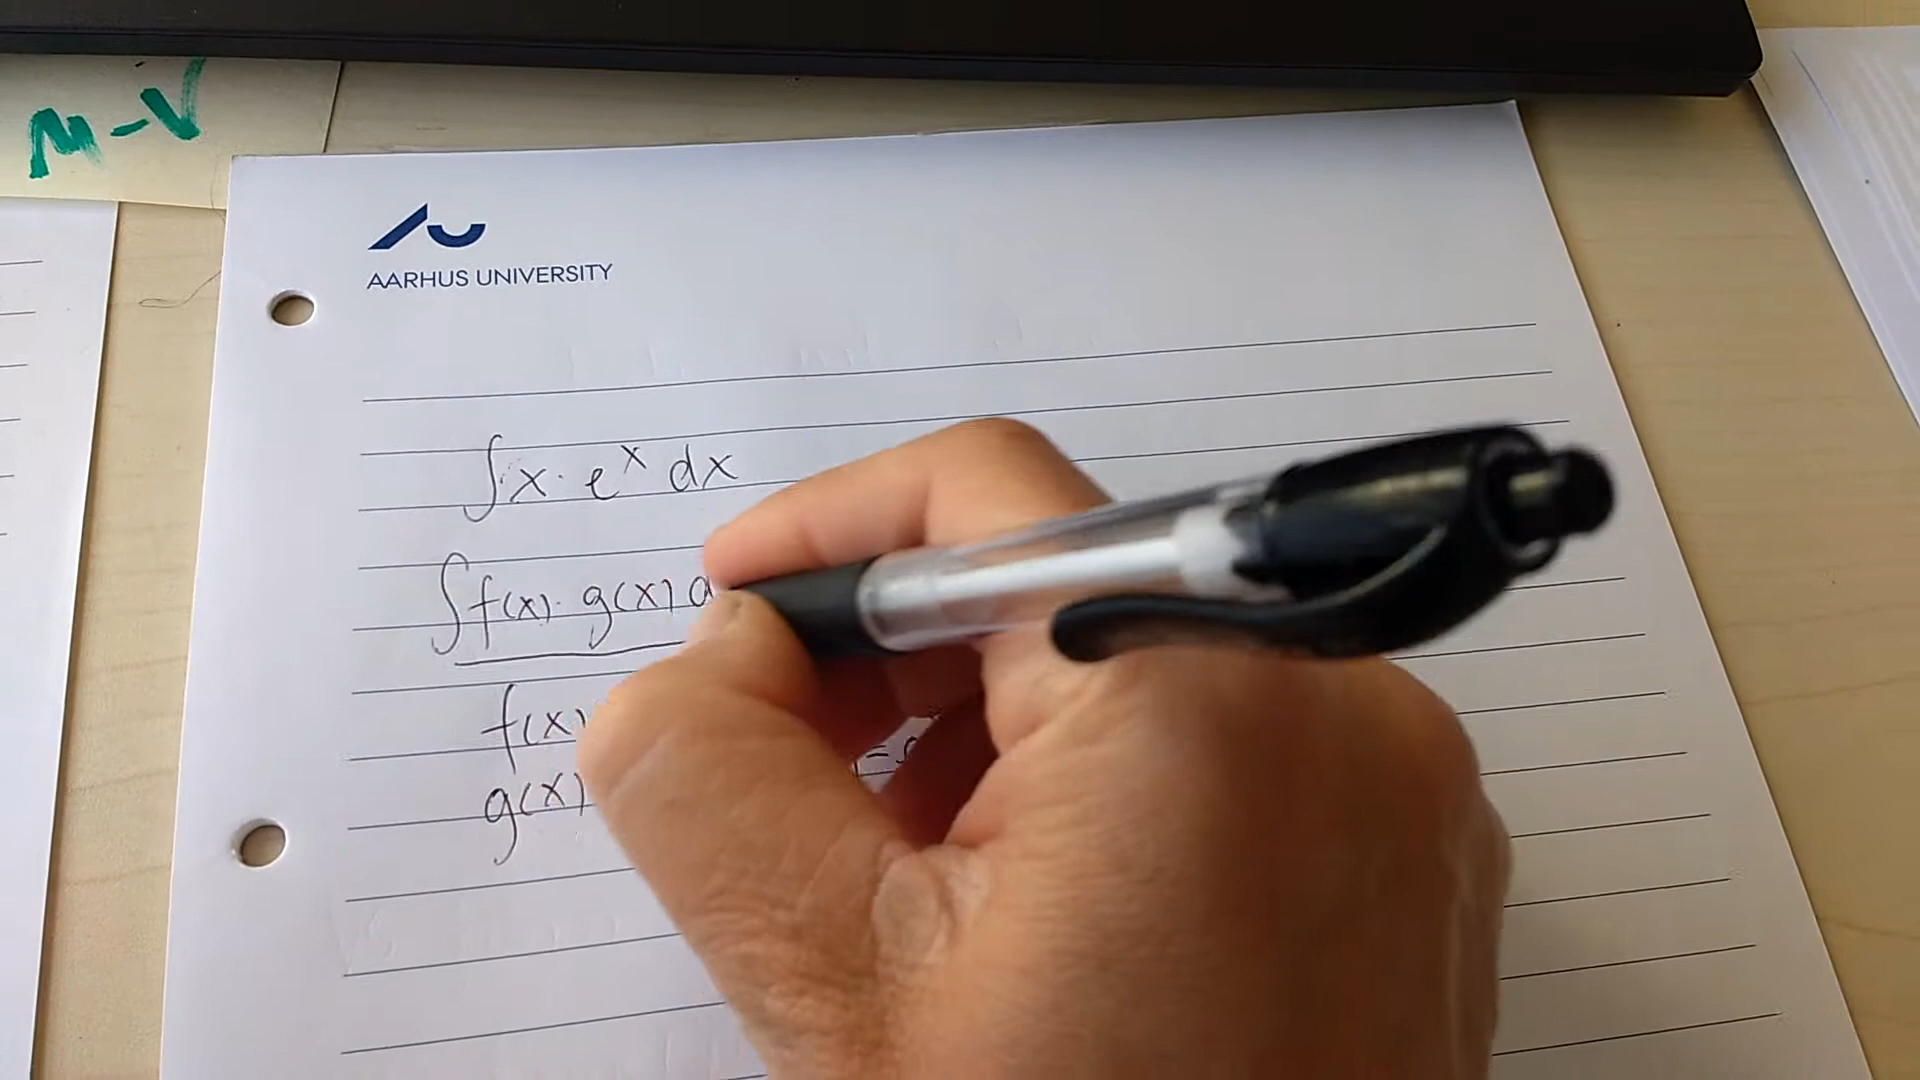 M-V
AARHUS UNIVERSITY
∫x·e^x dx
∫f(x)·g(x)
f(x)
g(x)